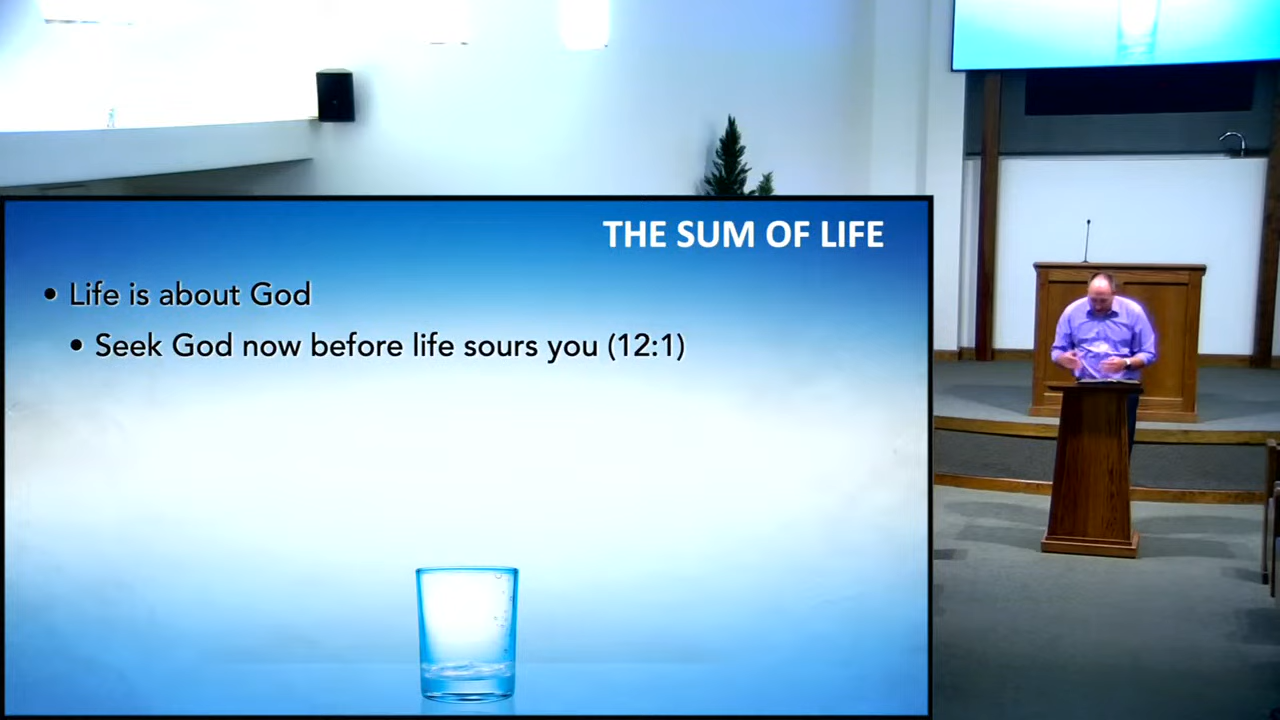 THE SUM OF LIFE
• Life is about God
• Seek God now before life sours you (12:1)